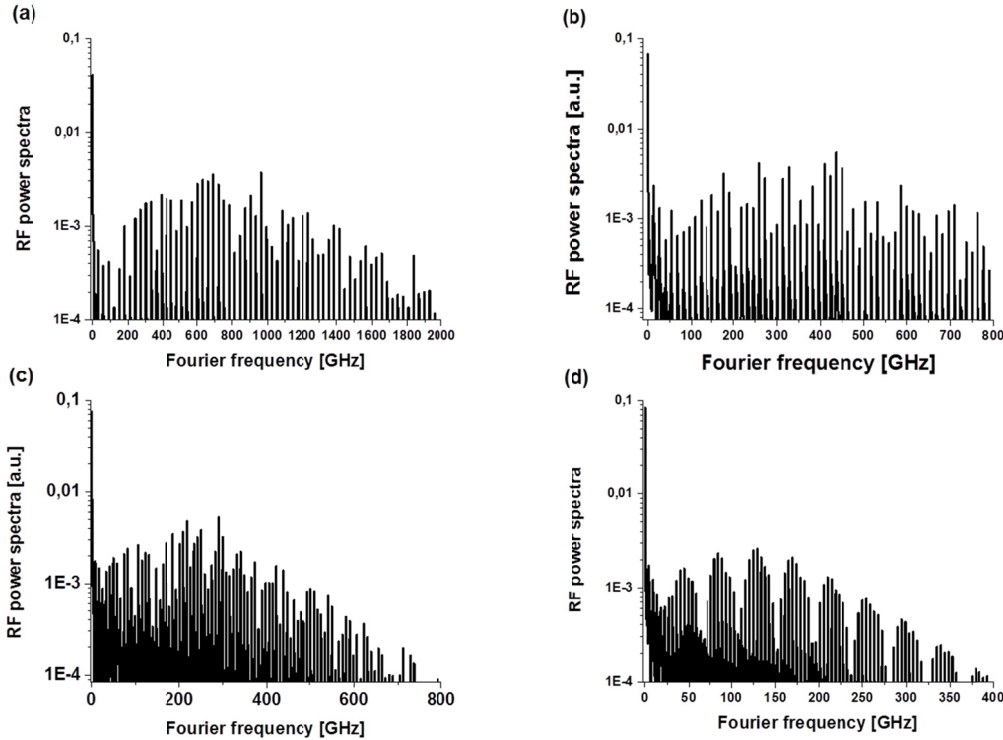 (a)
0,1
0,01
1E-3
1E-4
RF power spectra
0 200 400 600 800 1000 1200 1400 1600 1800 2000
Fourier frequency [GHz]
(b)
0,1
0,01
1E-3
1E-4
RF power spectra [a.u.]
0 100 200 300 400 500 600 700 800
Fourier frequency [GHz]
(c)
0,1
0,01
1E-3
1E-4
RF power spectra [a.u.]
0 200 400 600 800
Fourier frequency [GHz]
(d)
0,1
0,01
1E-3
1E-4
RF power spectra
0 50 100 150 200 250 300 350 400
Fourier frequency [GHz]